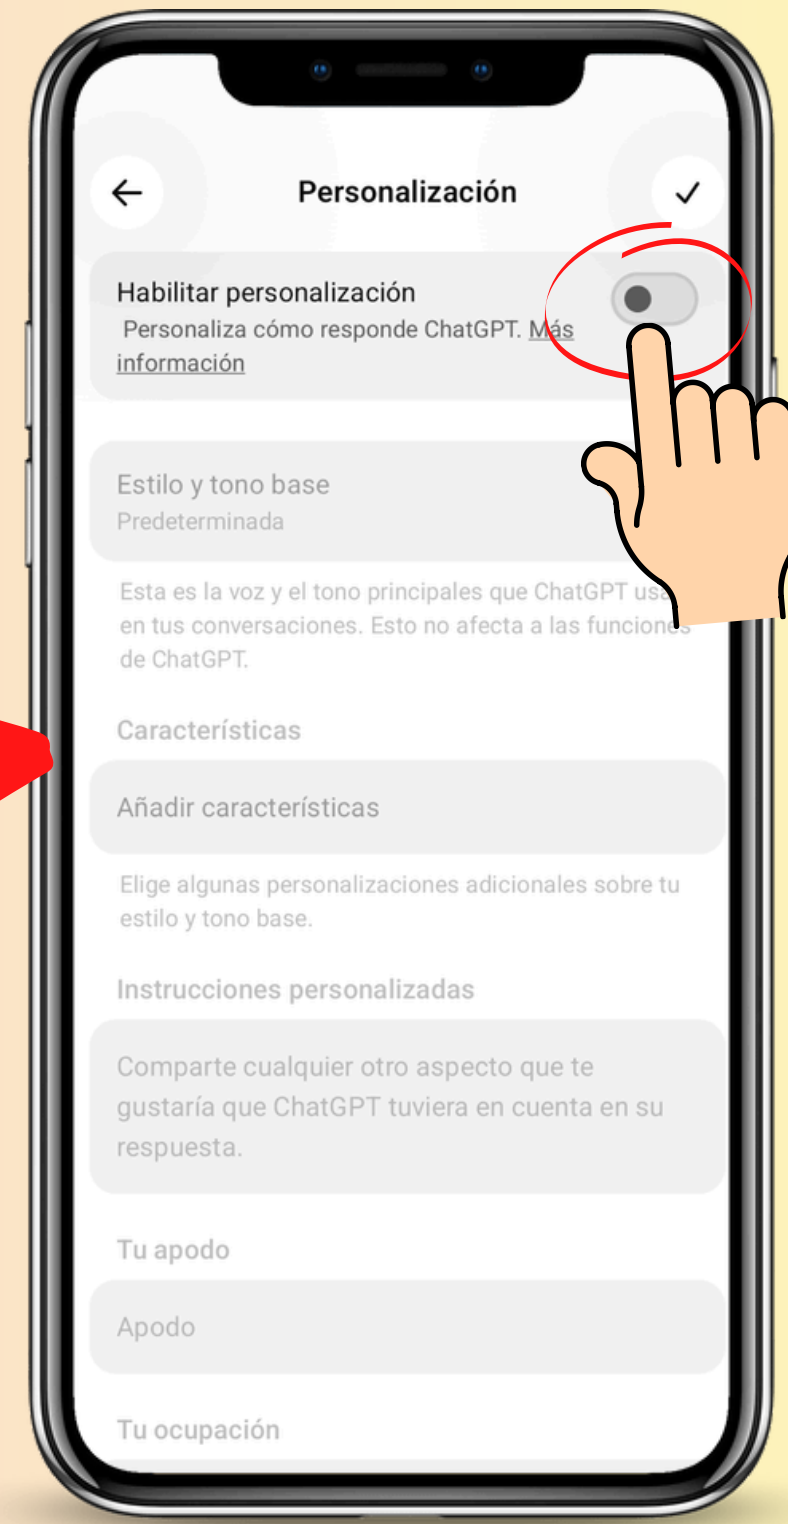 Personalización
Habilitar personalización
Personaliza cómo responde ChatGPT. Más
información
Estilo y tono base
Predeterminada
Esta es la voz y el tono principales que ChatGPT
en tus conversaciones. Esto no afecta a las funciones
de ChatGPT.
Características
Añadir características
Elige algunas personalizaciones adicionales sobre tu
estilo y tono base.
Instrucciones personalizadas
Comparte cualquier otro aspecto que te
gustaría que ChatGPT tuviera en cuenta en su
respuesta.
Tu apodo
Apodo
Tu ocupación